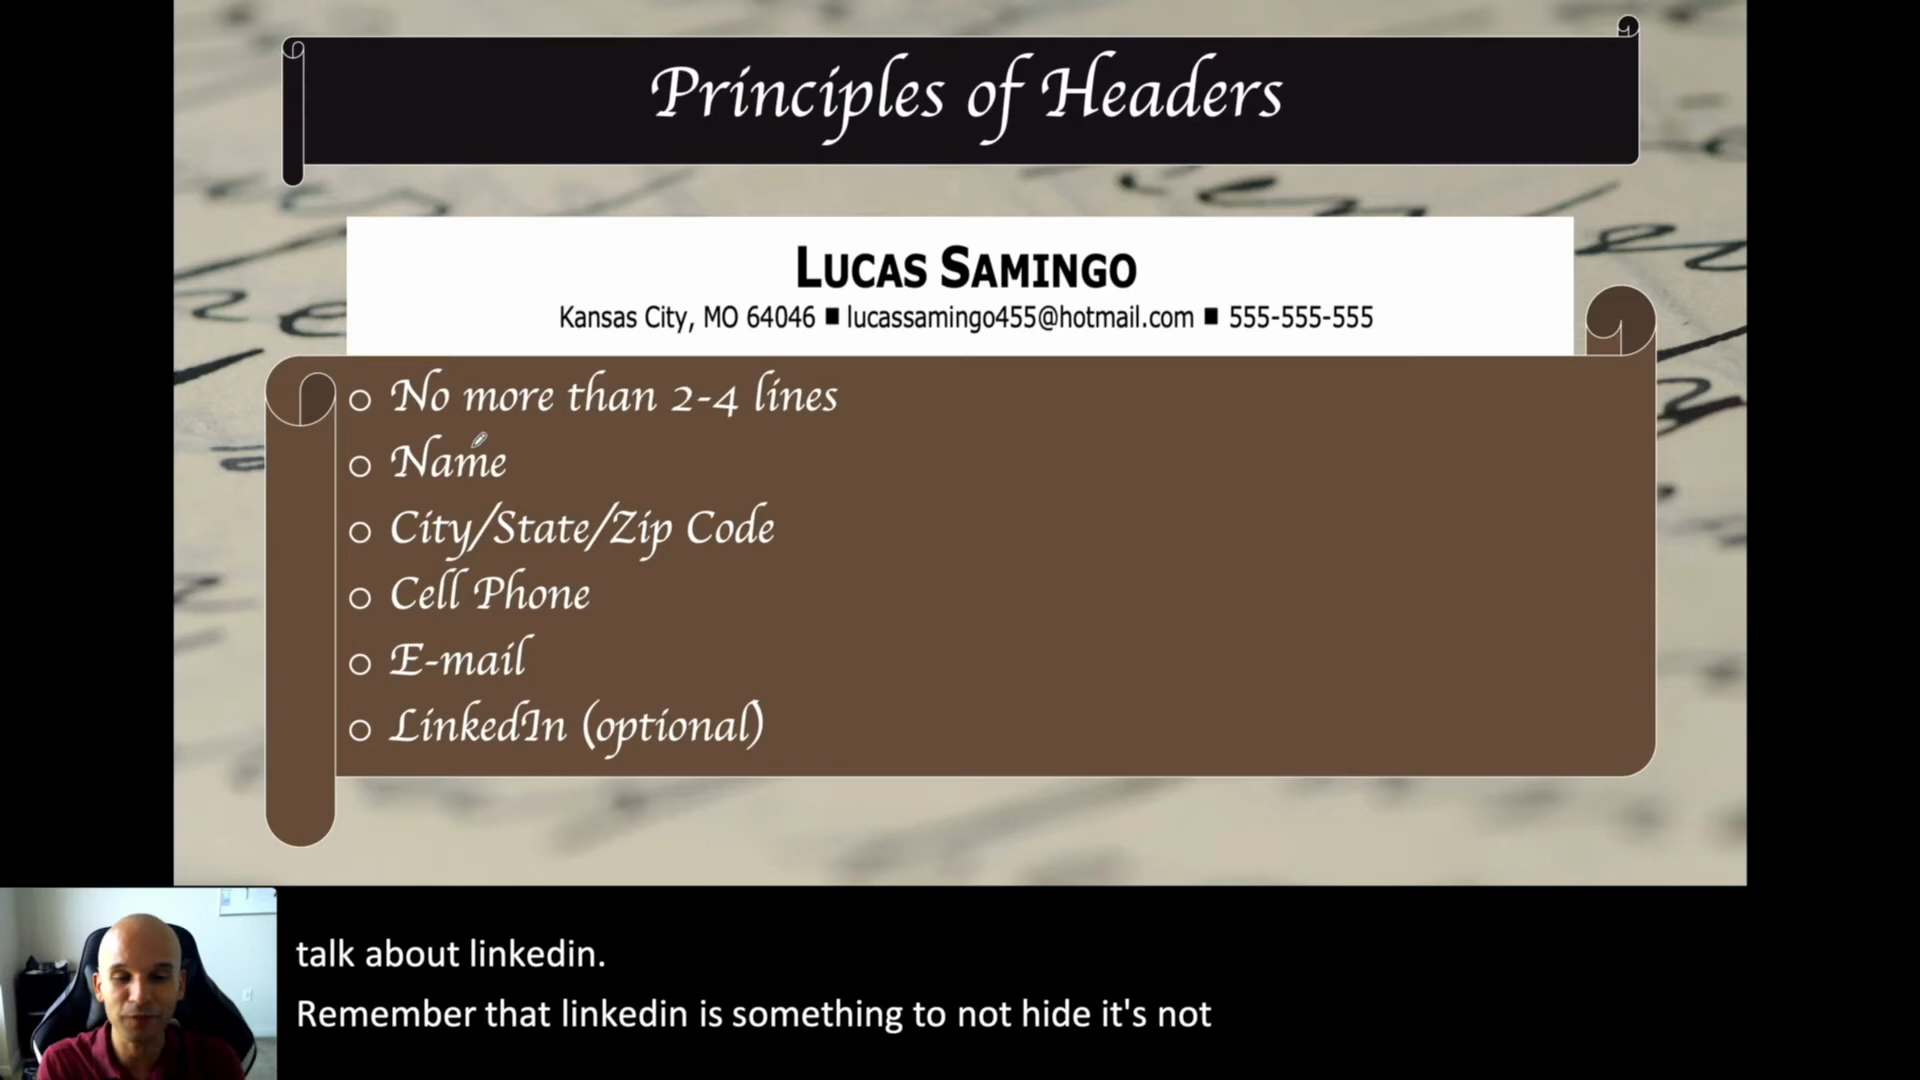 Principles of Headers
LUCAS SAMINGO
Kansas City, MO 64046 ■ lucassamingo455@hotmail.com ■ 555-555-555
o No more than 2-4 lines
o Name
o City/State/Zip Code
o Cell Phone
o E-mail
o LinkedIn (optional)
talk about linkedin.
Remember that linkedin is something to not hide it's not